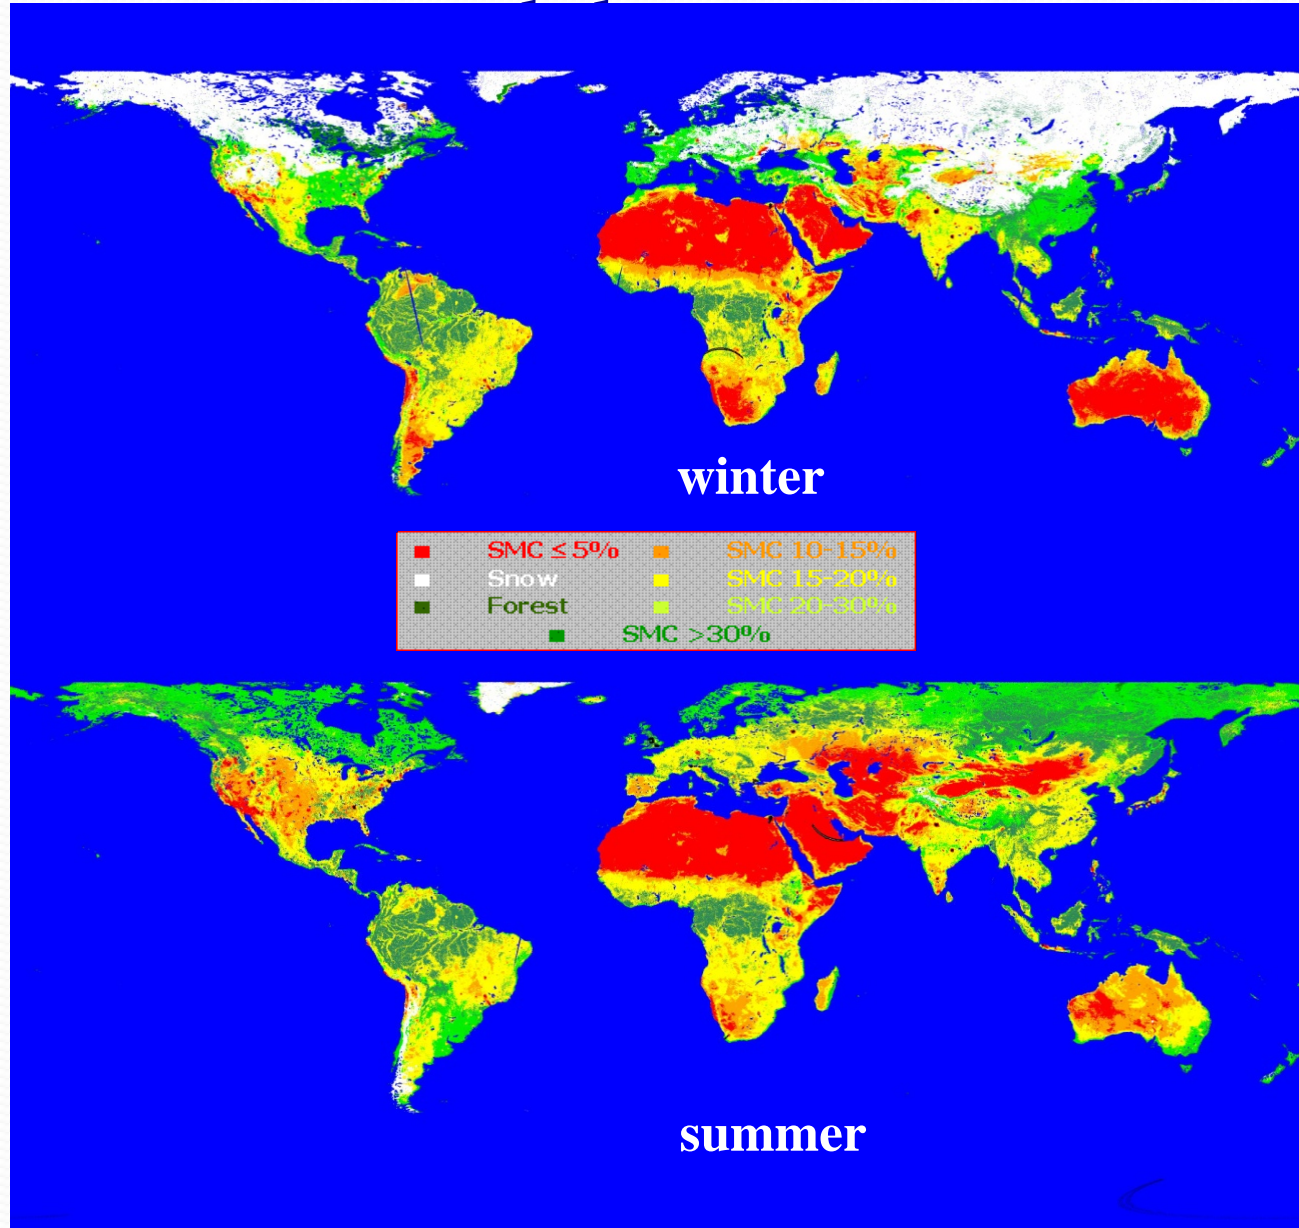 winter
SMC ≤ 5% SMC 10-15%
Snow SMC 15-20%
Forest SMC 20-30%
SMC >30%
summer